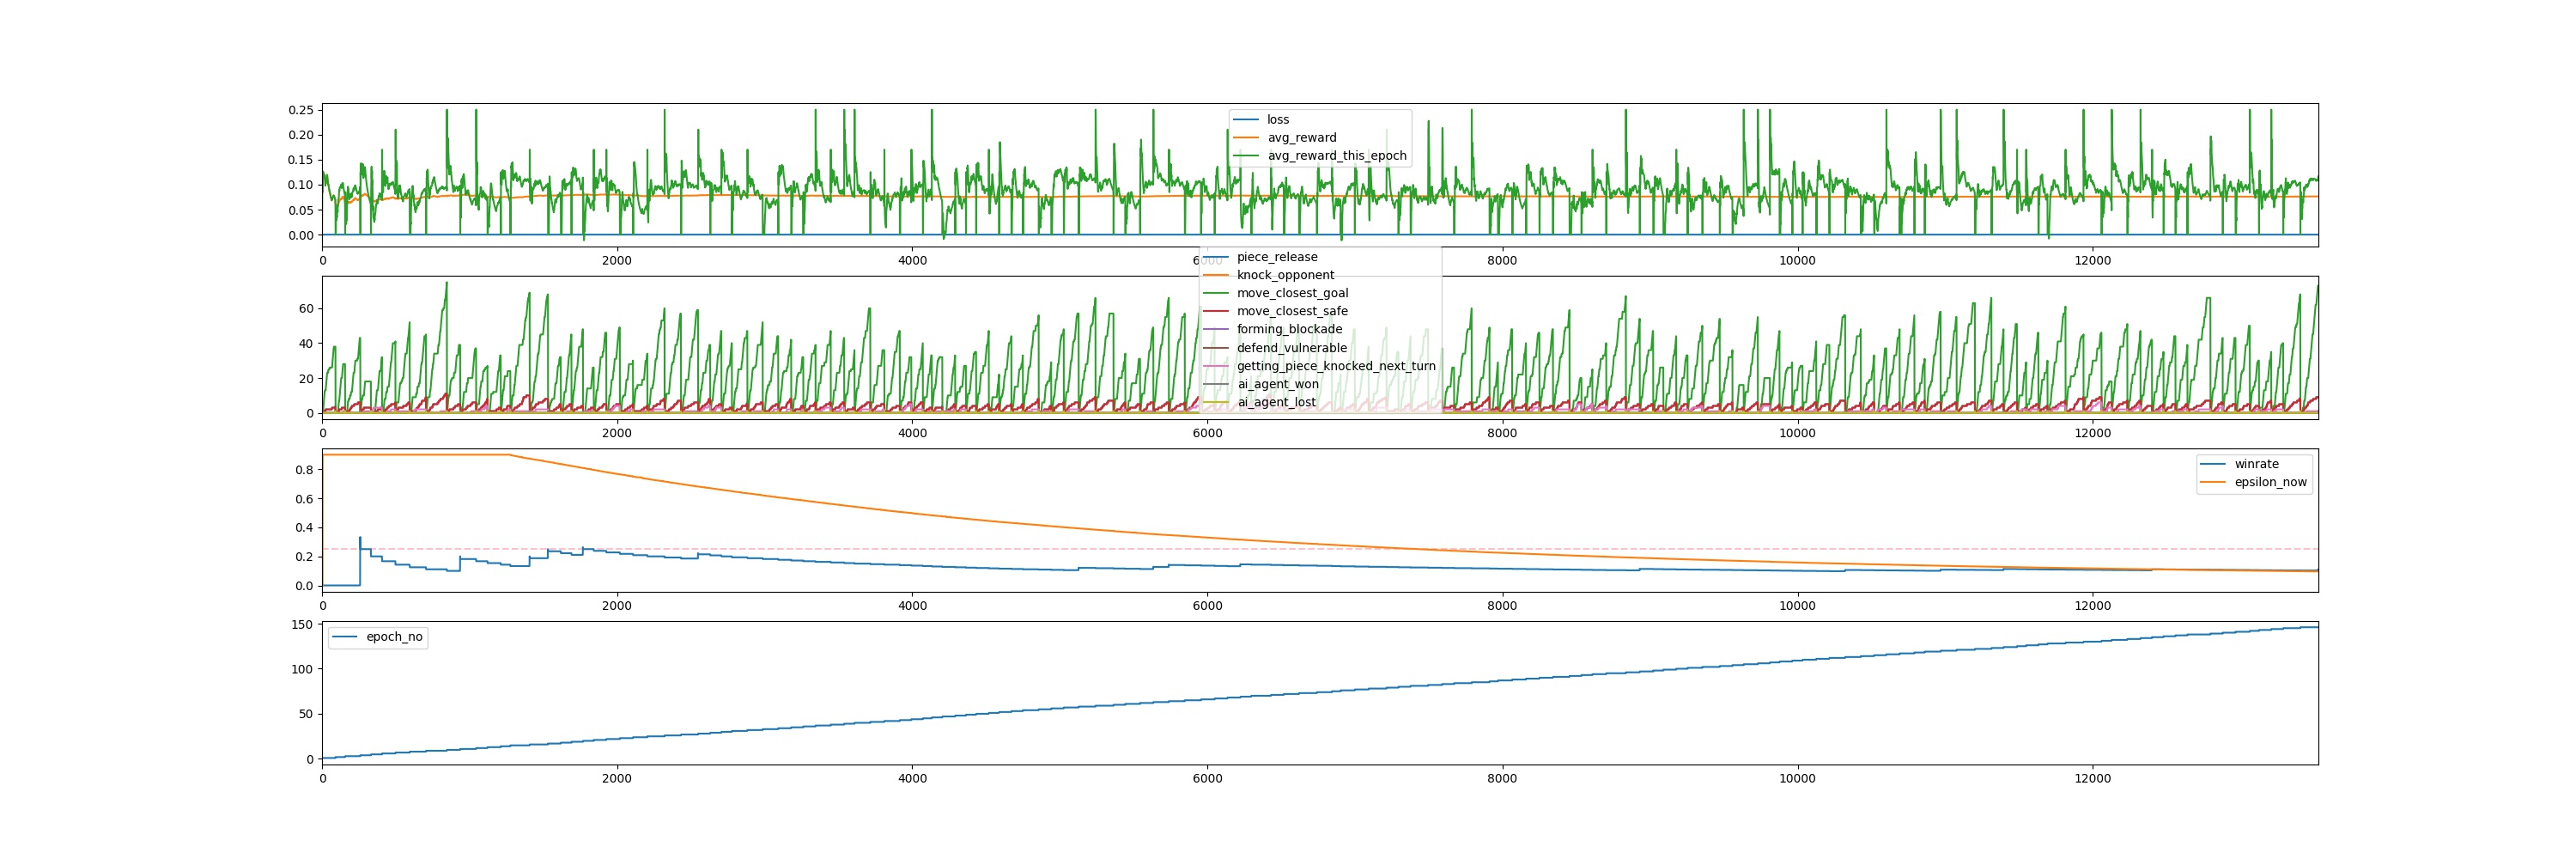 0.25
0.20
0.15
0.10
0.05
0.00
loss
avg_reward
avg_reward_this_epoch
0 2000 4000 6000 8000 10000 12000
60
40
20
0
piece_release
knock_opponent
move_closest_goal
move_closest_safe
forming_blockade
defend_vulnerable
getting_piece_knocked_next_turn
ai_agent_won
ai_agent_lost
0 2000 4000 6000 8000 10000 12000
0.8
0.6
0.4
0.2
0.0
winrate
epsilon_now
0 2000 4000 6000 8000 10000 12000
150
100
50
0
epoch_no
0 2000 4000 6000 8000 10000 12000